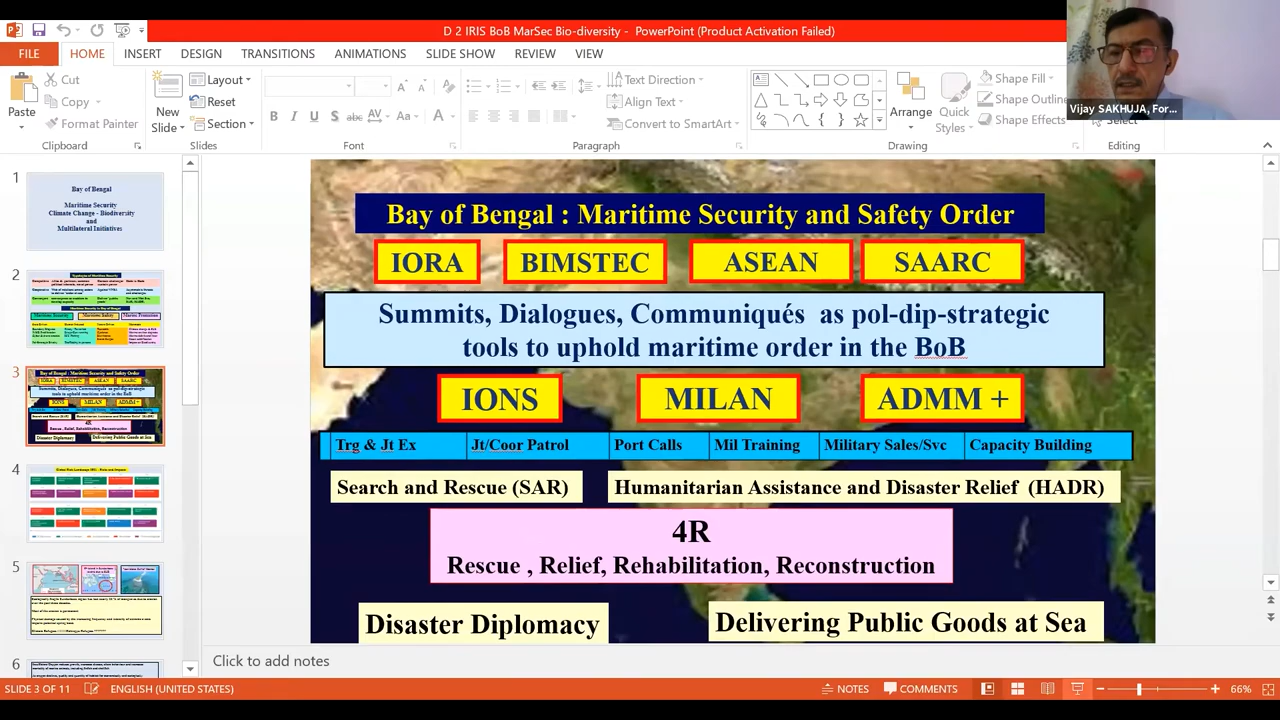 D 2 IRIS BoB MarSec Bio-diversity - PowerPoint (Product Activation Failed)
FILE HOME INSERT DESIGN TRANSITIONS ANIMATIONS SLIDE SHOW REVIEW VIEW
Paste
Cut
Copy
Format Painter
Clipboard
New
Slide
Layout
Reset
Section
Slides
B I U S abc AV Aa A
Font
Text Direction
Align Text
Convert to SmartArt
Paragraph
Arrange
Quick
Styles
Shape Fill
Shape Outline
Shape Effects
Drawing
Select
Editing
Vijay SAKHUJA, For...
1
Bay of Bengal
Maritime Security
Climate Change - Biodiversity
and
Multilateral Initiatives
2
3
4
5
6
Bay of Bengal : Maritime Security and Safety Order
IORA BIMSTEC ASEAN SAARC
Summits, Dialogues, Communiqués as pol-dip-strategic
tools to uphold maritime order in the BoB
IONS MILAN ADMM +
Trg & Jt Ex Jt/Coor Patrol Port Calls Mil Training Military Sales/Svc Capacity Building
Search and Rescue (SAR) Humanitarian Assistance and Disaster Relief (HADR)
4R
Rescue , Relief, Rehabilitation, Reconstruction
Disaster Diplomacy Delivering Public Goods at Sea
Click to add notes
SLIDE 3 OF 11 ENGLISH (UNITED STATES) NOTES COMMENTS 66%